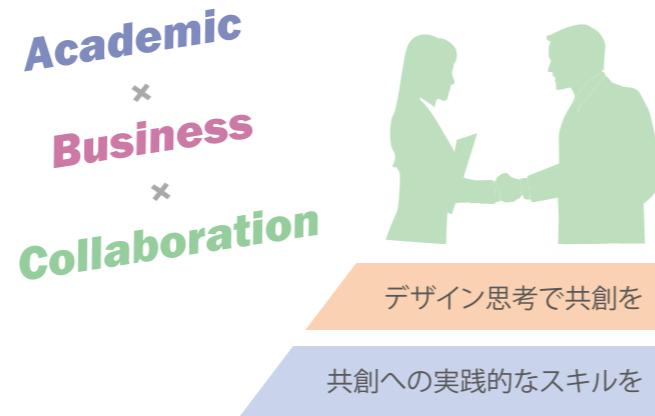 Academic
×
Business
×
Collaboration
デザイン思考で共創を
共創への実践的なスキルを